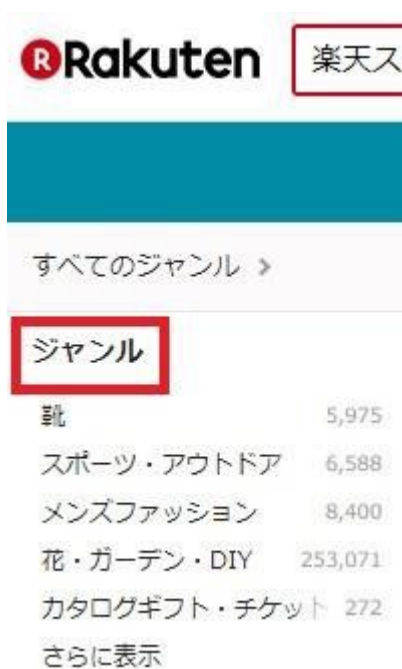 Rakuten 楽天ス
すべてのジャンル >
ジャンル
靴 5,975
スポーツ・アウトドア 6,588
メンズファッション 8,400
花・ガーデン・DIY 253,071
カタログギフト・チケット 272
さらに表示